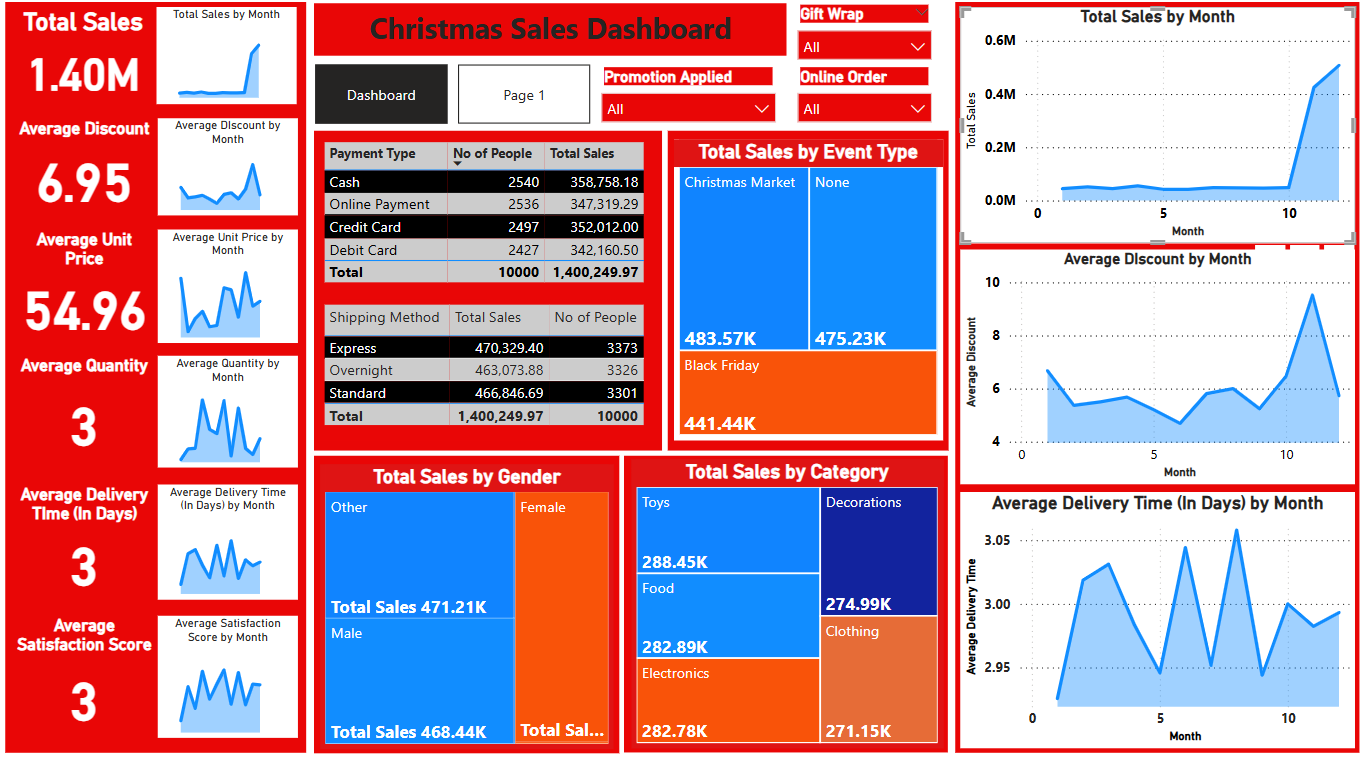 Total Sales
1.40M
Total Sales by Month
Average Discount
6.95
Average DIscount by
Month
Average Unit
Price
54.96
Average Unit Price by
Month
Average Quantity
3
Average Quantity by
Month
Average Delivery
TIme (In Days)
3
Average Delivery Time
(In Days) by Month
Average
Satisfaction Score
3
Average Satisfaction
Score by Month
Christmas Sales Dashboard
Gift Wrap
All
Dashboard
Page 1
Promotion Applied
All
Online Order
All
Payment Type No of People Total Sales
Cash 2540 358,758.18
Online Payment 2536 347,319.29
Credit Card 2497 352,012.00
Debit Card 2427 342,160.50
Total 10000 1,400,249.97
Shipping Method Total Sales No of People
Express 470,329.40 3373
Overnight 463,073.88 3326
Standard 466,846.69 3301
Total 1,400,249.97 10000
Total Sales by Event Type
Christmas Market
483.57K
None
475.23K
Black Friday
441.44K
Total Sales by Gender
Other
Total Sales 471.21K
Male
Total Sales 468.44K
Female
Total Sal...
Total Sales by Category
Toys
288.45K
Food
282.89K
Electronics
282.78K
Decorations
274.99K
Clothing
271.15K
Total Sales by Month
Total Sales
0.6M
0.4M
0.2M
0.0M
0 5 10
Month
Average DIscount by Month
Average Discount
10
8
6
4
0 5 10
Month
Average Delivery Time (In Days) by Month
Average Delivery Time
3.05
3.00
2.95
0 5 10
Month